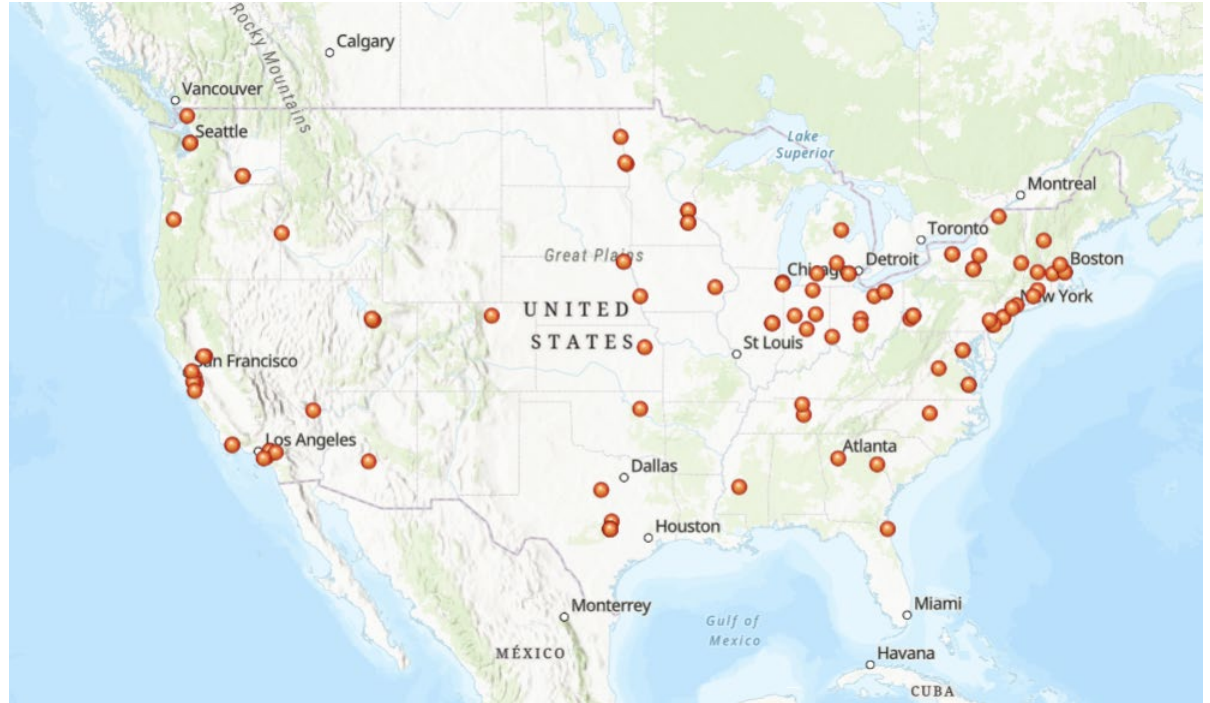 Rocky Mountains
Calgary
Vancouver
Seattle
Lake
Superior
Montreal
Toronto
Great Plains
Detroit
Boston
UNITED
STATES
St Louis
San Francisco
Los Angeles
Atlanta
Dallas
Houston
Monterrey
Miami
Gulf of
Mexico
MÉXICO
Havana
CUBA
New York
Chicago